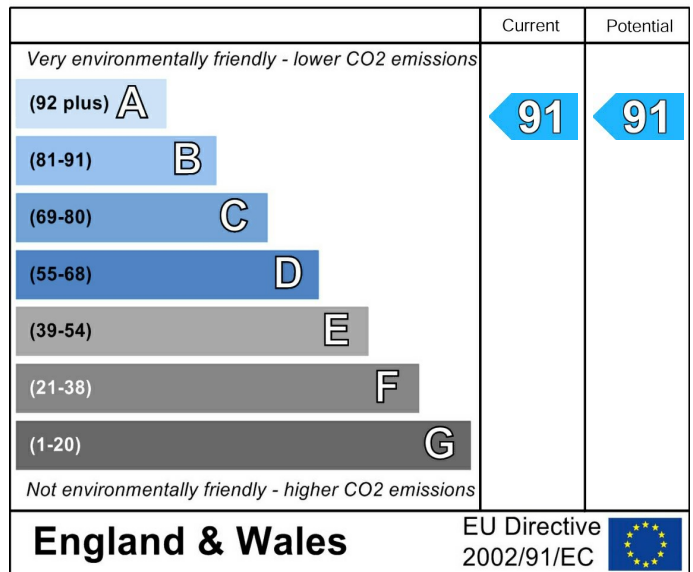 Current Potential
Very environmentally friendly - lower CO2 emissions
(92 plus) A
91 91
(81-91) B
(69-80) C
(55-68) D
(39-54) E
(21-38) F
(1-20) G
Not environmentally friendly - higher CO2 emissions
England & Wales
EU Directive
2002/91/EC